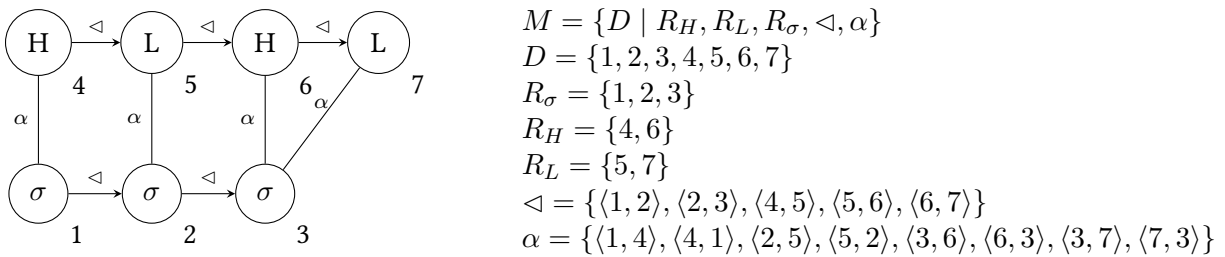 ◁ ◁ ◁
H L H L
4 5 6 7
α α α α
◁ ◁
σ σ σ
1 2 3
M = {D | R_H, R_L, R_σ, ◁, α}
D = {1, 2, 3, 4, 5, 6, 7}
R_σ = {1, 2, 3}
R_H = {4, 6}
R_L = {5, 7}
◁ = {⟨1, 2⟩, ⟨2, 3⟩, ⟨4, 5⟩, ⟨5, 6⟩, ⟨6, 7⟩}
α = {⟨1, 4⟩, ⟨4, 1⟩, ⟨2, 5⟩, ⟨5, 2⟩, ⟨3, 6⟩, ⟨6, 3⟩, ⟨3, 7⟩, ⟨7, 3⟩}